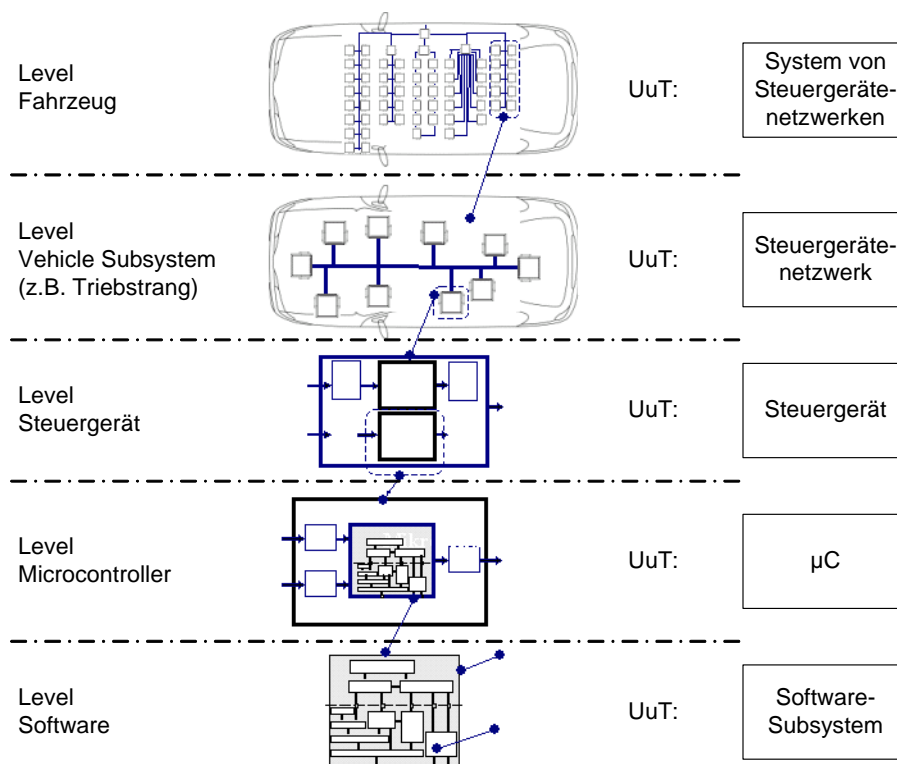 Level
Fahrzeug
UuT:
System von
Steuergeräte-
netzwerken
Level
Vehicle Subsystem
(z.B. Triebstrang)
UuT:
Steuergeräte-
netzwerk
Level
Steuergerät
UuT:
Steuergerät
Level
Microcontroller
UuT:
µC
Level
Software
UuT:
Software-
Subsystem